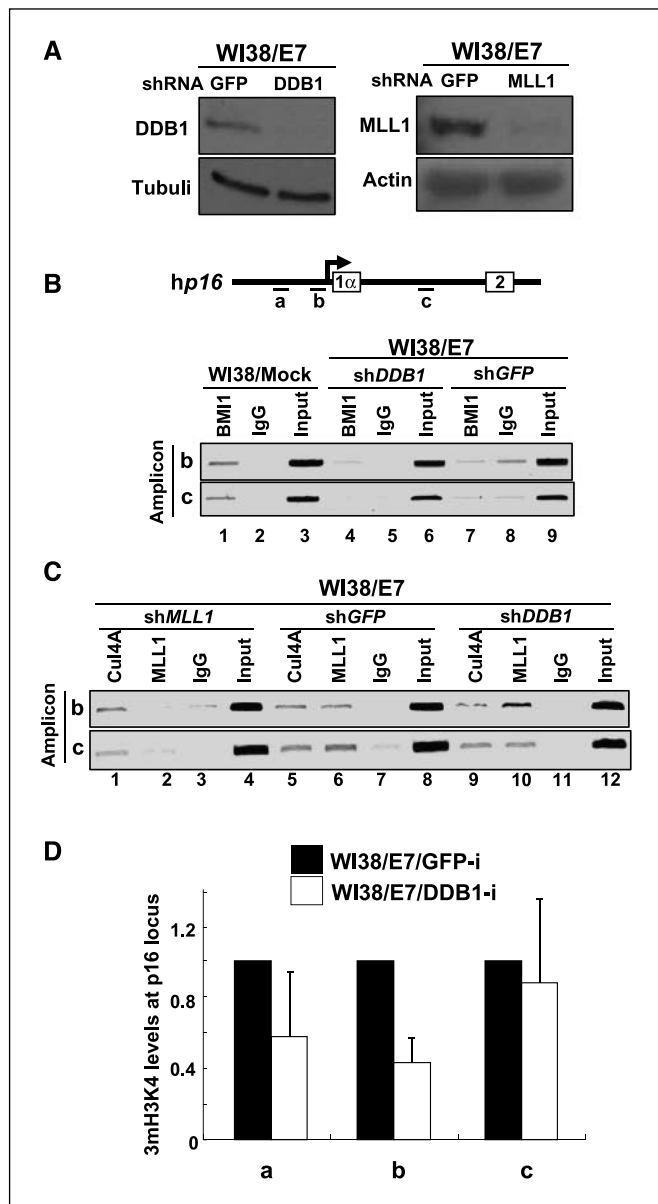 A
WI38/E7
shRNA GFP DDB1
DDB1
Tubuli
WI38/E7
shRNA GFP MLL1
MLL1
Actin
B
hp16
1α 2
a b c
WI38/E7
WI38/Mock shDDB1 shGFP
BMI1 IgG Input BMI1 IgG Input BMI1 IgG Input
Amplicon
b
c
1 2 3 4 5 6 7 8 9
C
WI38/E7
shMLL1 shGFP shDDB1
Cul4A MLL1 IgG Input Cul4A MLL1 IgG Input Cul4A MLL1 IgG Input
Amplicon
b
c
1 2 3 4 5 6 7 8 9 10 11 12
D
WI38/E7/GFP-i
WI38/E7/DDB1-i
3mH3K4 levels at p16 locus
1.2
0.8
0.4
0
a b c